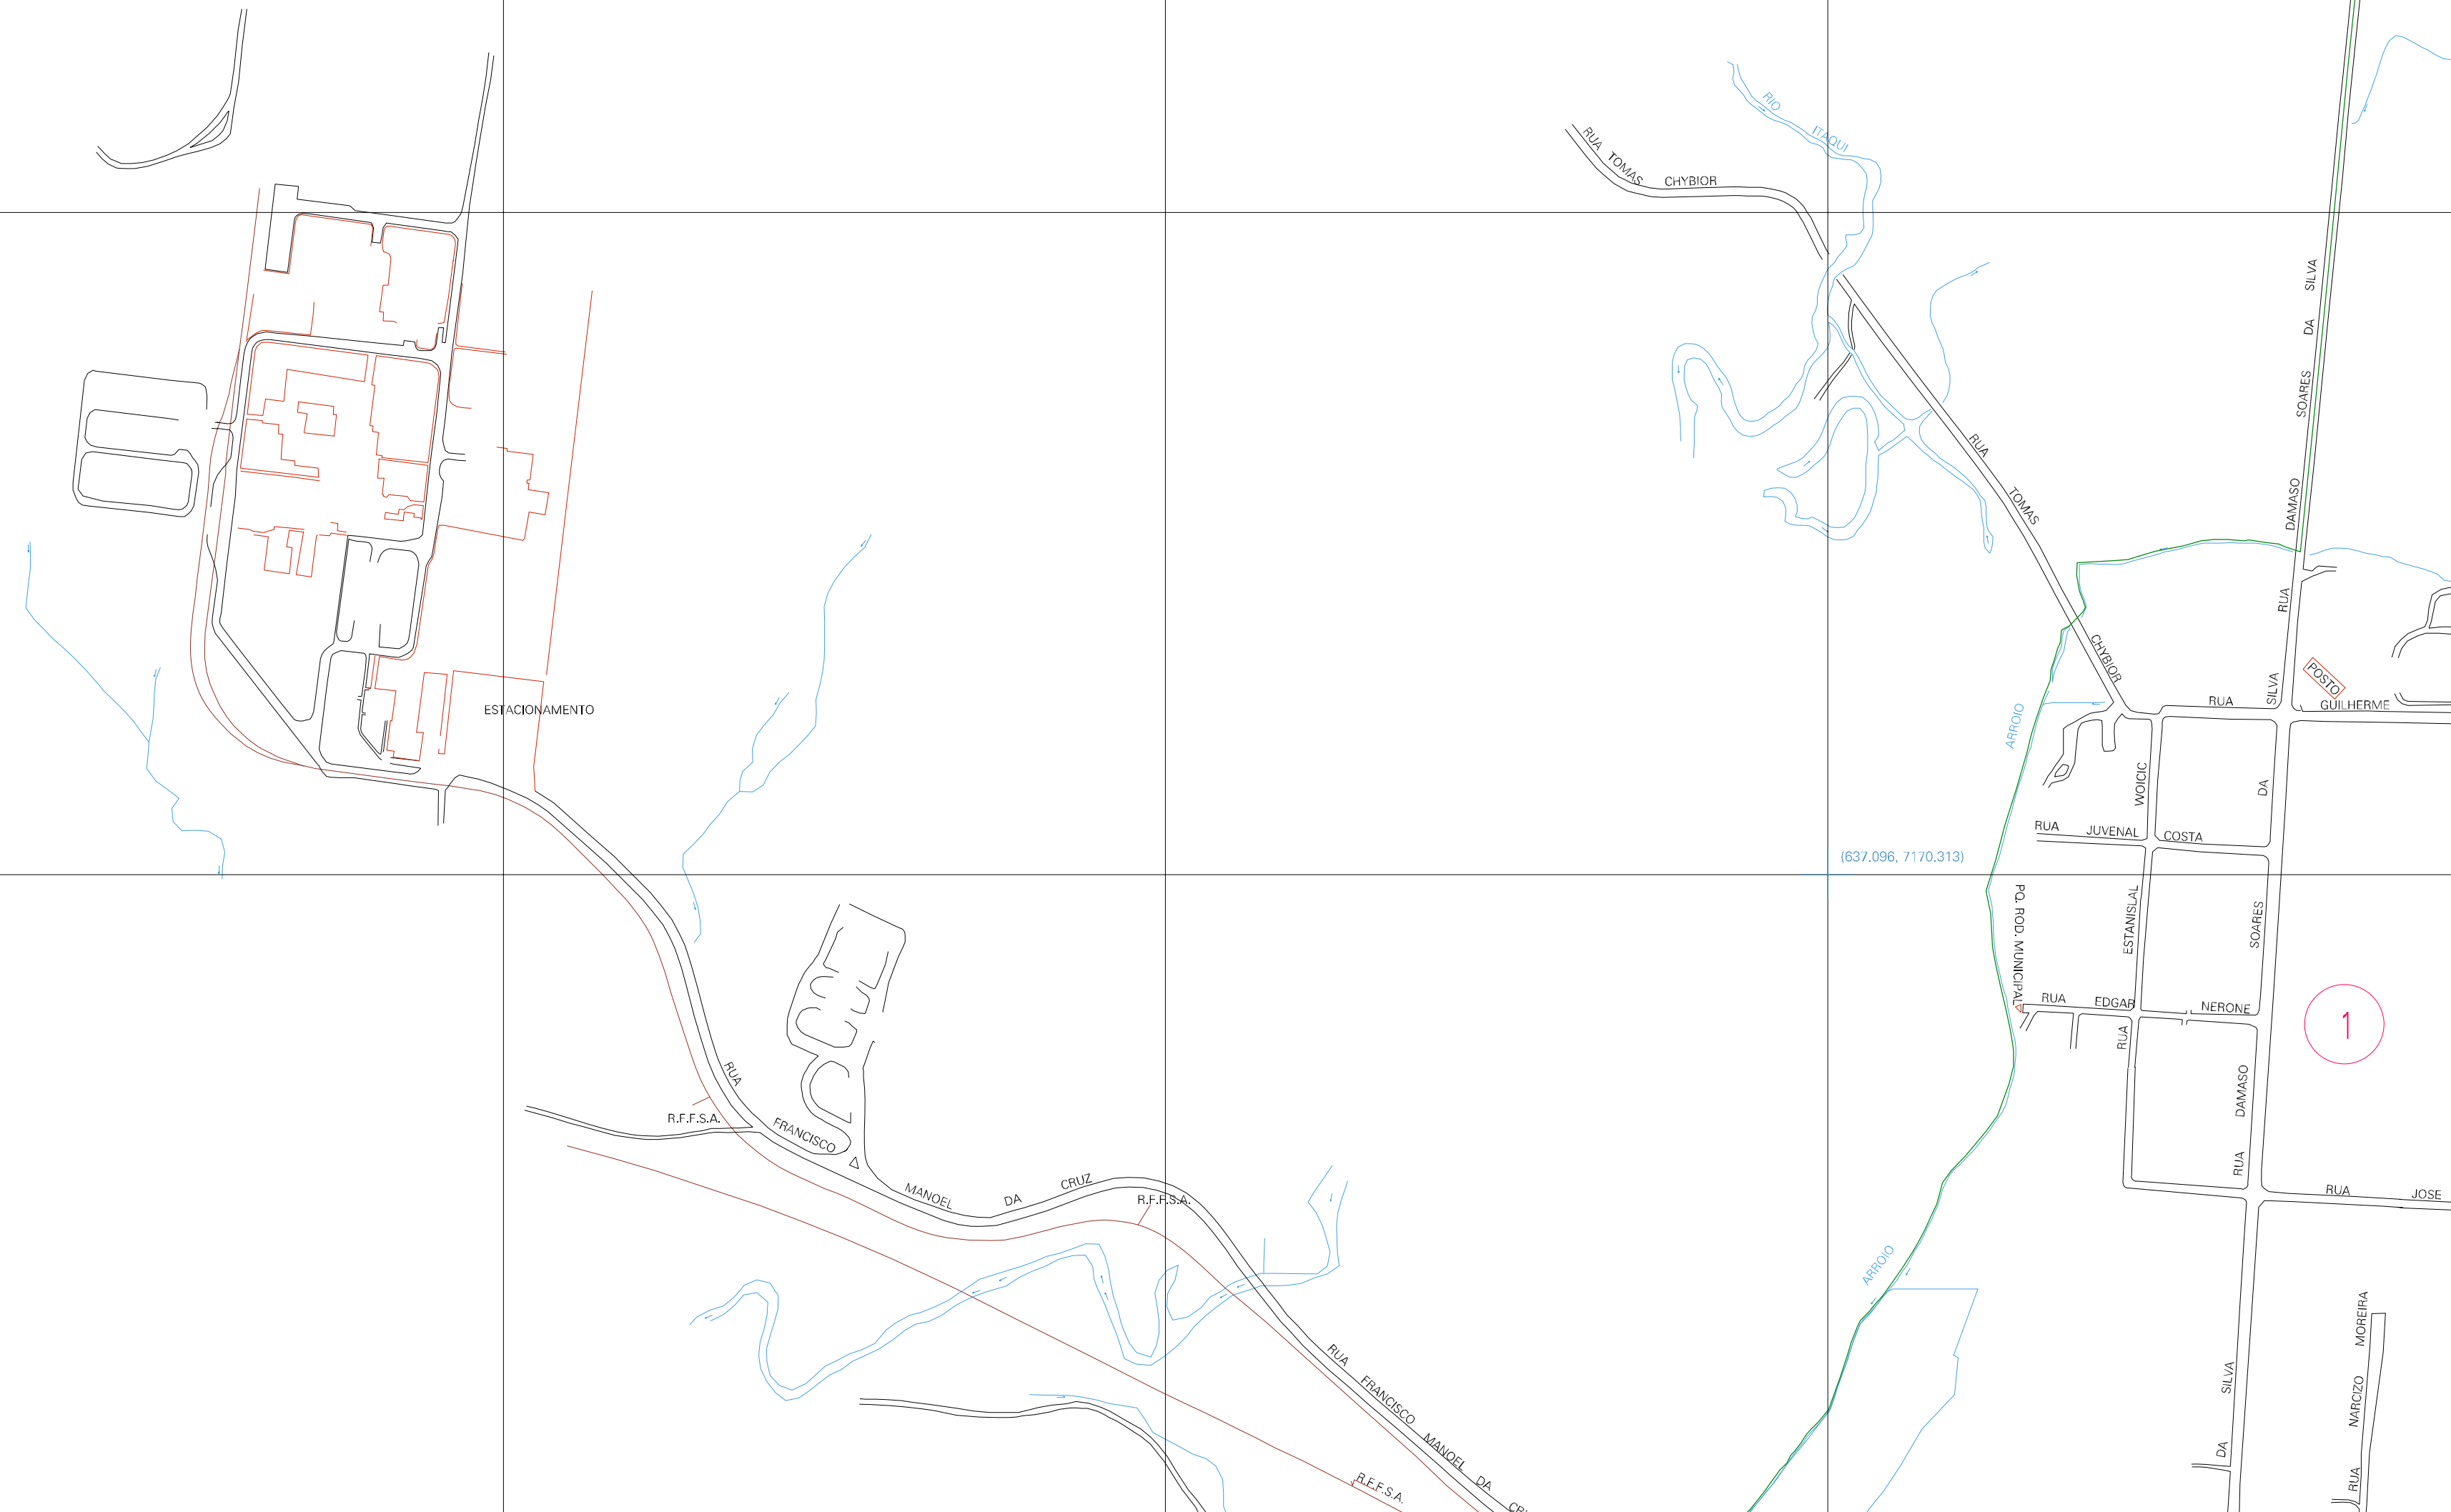 RIO
ITAQUI
RUA TOMAS CHYBIOR
RUA TOMAS CHYBIOR
RUA DAMASO SOARES DA SILVA
POSTO
ESTACIONAMENTO
ARROIO
RUA GUILHERME
RUA ESTANISLAL WOICIC
RUA JUVENAL COSTA
(637.096, 7170.313)
PQ. ROD. MUNICIPAL
RUA EDGAR NERONE
RUA DAMASO SOARES DA SILVA
1
R.F.F.S.A.
RUA FRANCISCO MANOEL DA CRUZ
R.F.F.S.A.
RUA JOSE
ARROIO
RUA NARCIZO MOREIRA
DA SILVA
RUA FRANCISCO MANOEL DA
R.F.F.S.A.